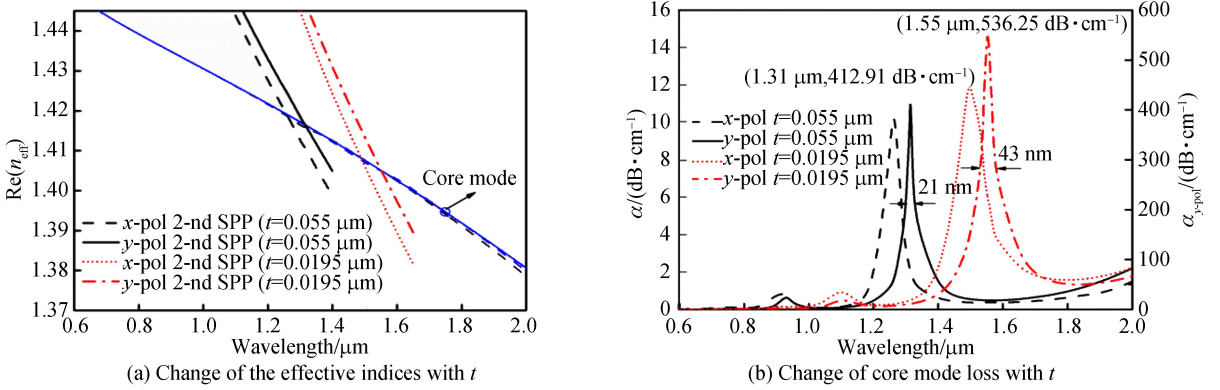 1.44
1.43
1.42
1.41
1.40
1.39
1.38
1.37
Re(n_eff)
Core mode
x-pol 2-nd SPP (t=0.055 μm)
y-pol 2-nd SPP (t=0.055 μm)
x-pol 2-nd SPP (t=0.0195 μm)
y-pol 2-nd SPP (t=0.0195 μm)
0.6 0.8 1.0 1.2 1.4 1.6 1.8 2.0
Wavelength/μm
(a) Change of the effective indices with t
16
14
12
10
8
6
4
2
0
α/(dB·cm⁻¹)
(1.55 μm,536.25 dB·cm⁻¹)
(1.31 μm,412.91 dB·cm⁻¹)
x-pol t=0.055 μm
y-pol t=0.055 μm
x-pol t=0.0195 μm
y-pol t=0.0195 μm
43 nm
21 nm
600
500
400
300
200
100
0
α_y-pol/(dB·cm⁻¹)
0.6 0.8 1.0 1.2 1.4 1.6 1.8 2.0
Wavelength/μm
(b) Change of core mode loss with t